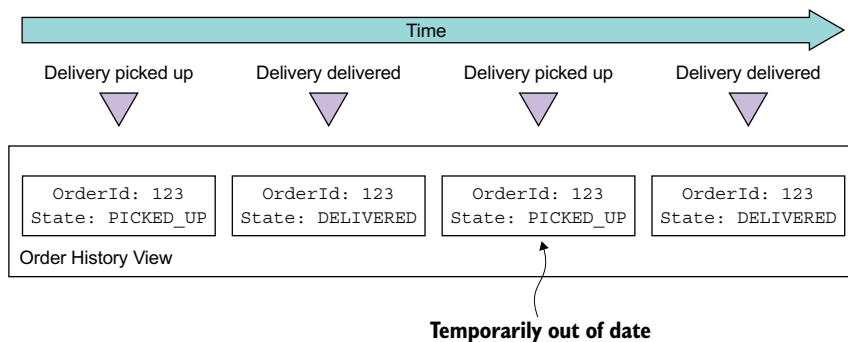 Time
Delivery picked up
Delivery delivered
Delivery picked up
Delivery delivered
OrderId: 123
State: PICKED_UP
OrderId: 123
State: DELIVERED
OrderId: 123
State: PICKED_UP
OrderId: 123
State: DELIVERED
Order History View
Temporarily out of date